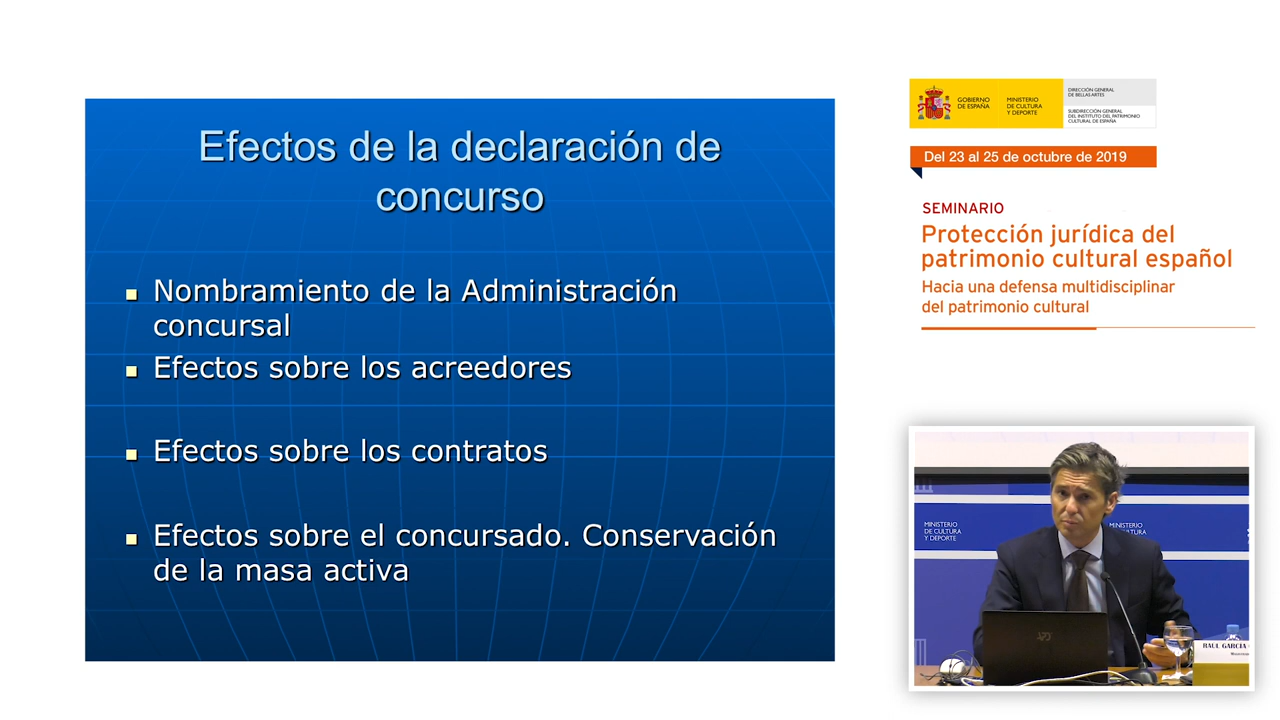 Efectos de la declaración de
concurso
Nombramiento de la Administración
concursal
Efectos sobre los acreedores
Efectos sobre los contratos
Efectos sobre el concursado. Conservación
de la masa activa
GOBIERNO
DE ESPAÑA
MINISTERIO
DE CULTURA
Y DEPORTE
DIRECCIÓN GENERAL
DE BELLAS ARTES
SUBDIRECCIÓN GENERAL
DEL INSTITUTO DEL PATRIMONIO
CULTURAL DE ESPAÑA
Del 23 al 25 de octubre de 2019
SEMINARIO
Protección jurídica del
patrimonio cultural español
Hacia una defensa multidisciplinar
del patrimonio cultural
MINISTERIO
DE CULTURA
Y DEPORTE
MINISTERIO
RAÚL GARCÍA